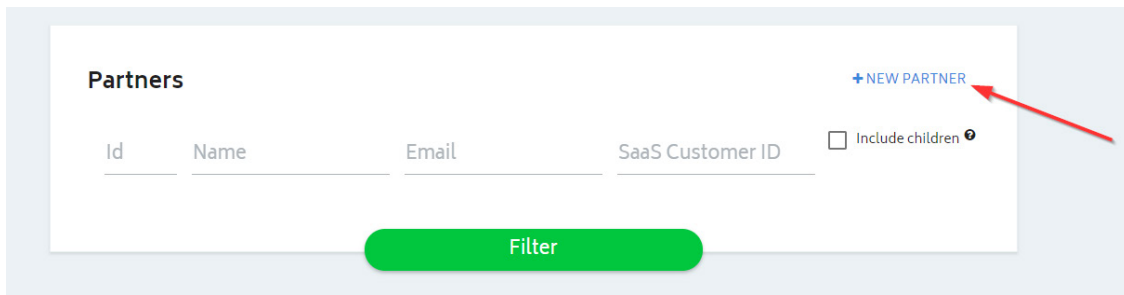 Partners
+NEW PARTNER
Id
Name
Email
SaaS Customer ID
Include children ?
Filter